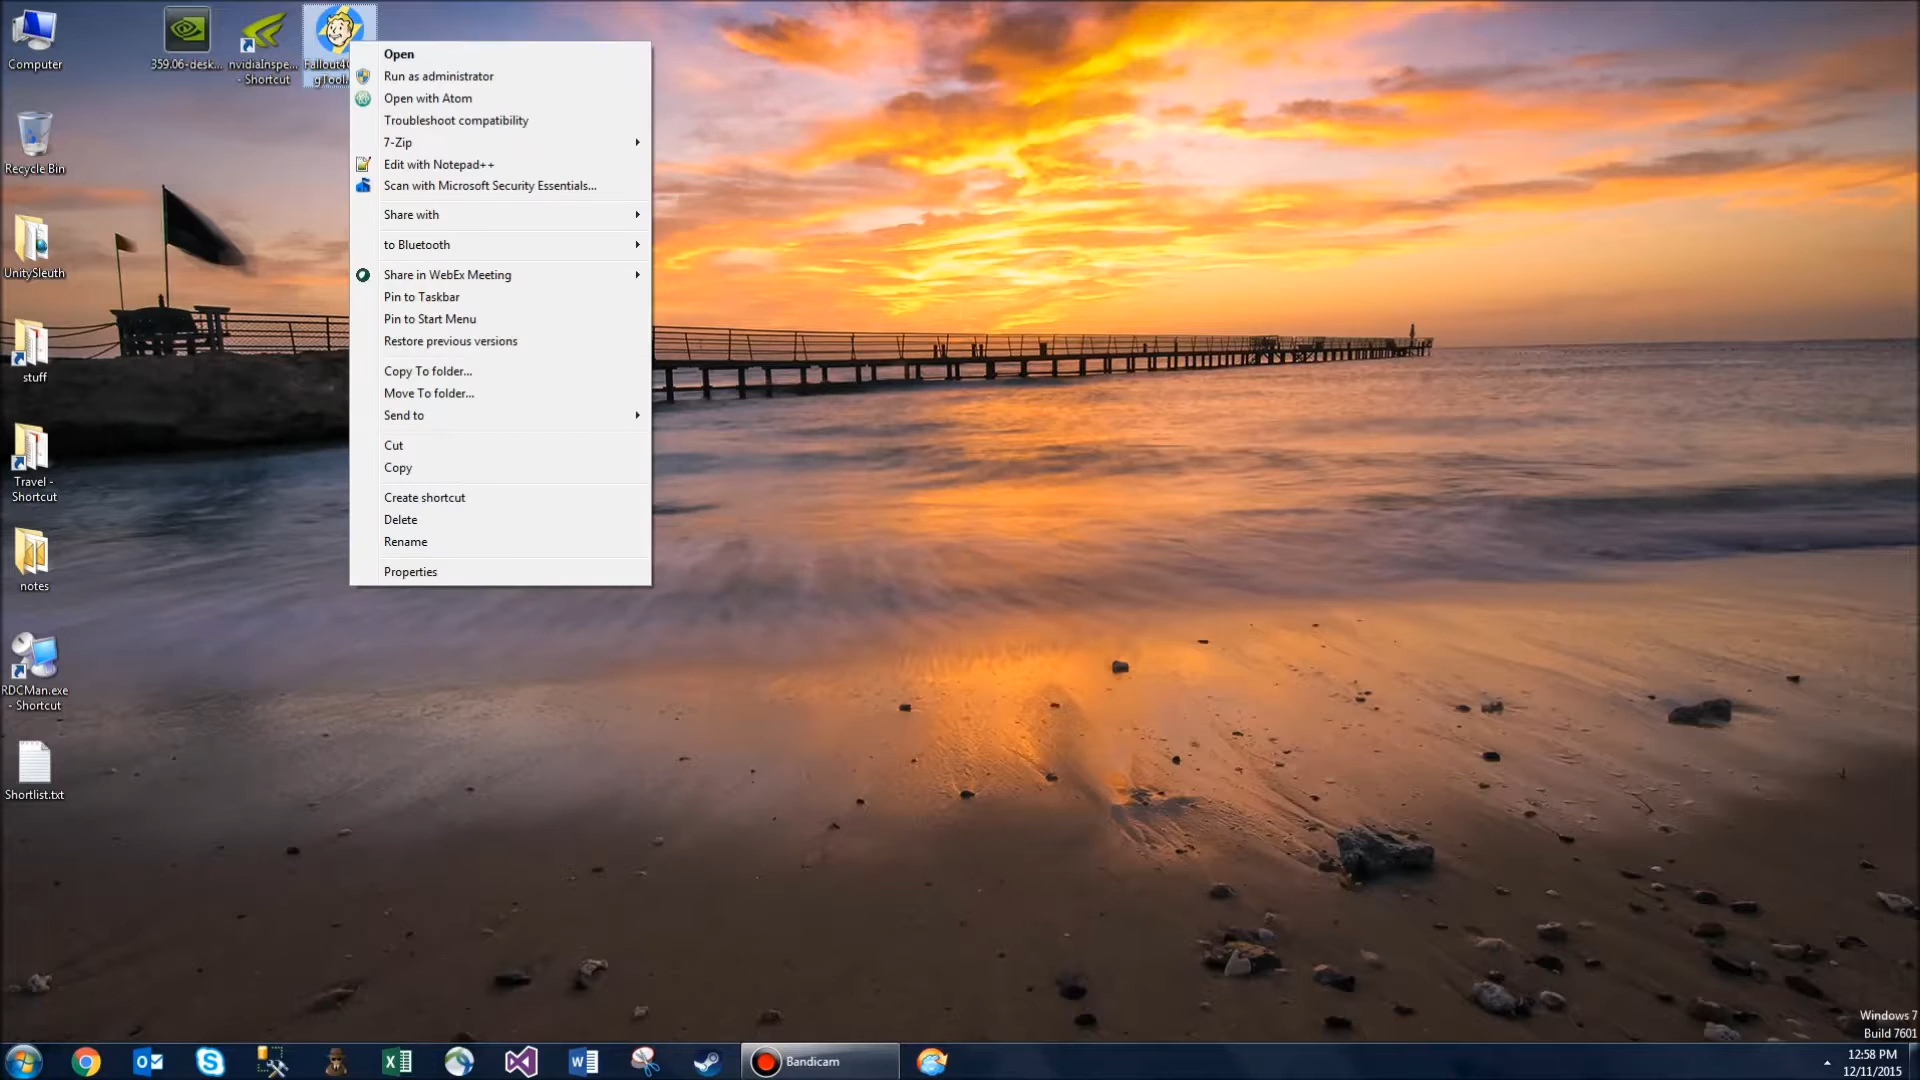 Computer
359.06-desk...
nvidiaInspe...
- Shortcut
Recycle Bin
UnitySleuth
stuff
Travel -
Shortcut
notes
RDCMan.exe
- Shortcut
Shortlist.txt
Open
Run as administrator
Open with Atom
Troubleshoot compatibility
7-Zip
Edit with Notepad++
Scan with Microsoft Security Essentials...
Share with
to Bluetooth
Share in WebEx Meeting
Pin to Taskbar
Pin to Start Menu
Restore previous versions
Copy To folder...
Move To folder...
Send to
Cut
Copy
Create shortcut
Delete
Rename
Properties
Windows 7
Build 7601
Bandicam
12:58 PM
12/11/2015